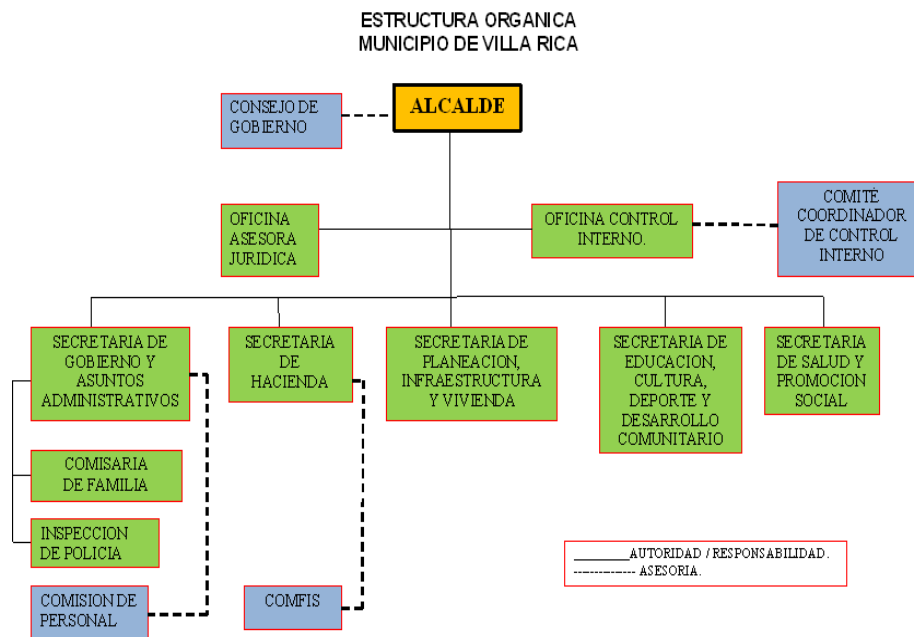 ESTRUCTURA ORGANICA
MUNICIPIO DE VILLA RICA
CONSEJO DE
GOBIERNO
ALCALDE
OFICINA
ASESORA
JURIDICA
OFICINA CONTROL
INTERNO.
COMITÉ
COORDINADOR
DE CONTROL
INTERNO
SECRETARIA DE
GOBIERNO Y
ASUNTOS
ADMINISTRATIVOS
SECRETARIA
DE
HACIENDA
SECRETARIA DE
PLANEACION,
INFRAESTRUCTURA
Y VIVIENDA
SECRETARIA DE
EDUCACION,
CULTURA,
DEPORTE Y
DESARROLLO
COMUNITARIO
SECRETARIA
DE SALUD Y
PROMOCION
SOCIAL
COMISARIA
DE FAMILIA
INSPECCION
DE POLICIA
COMISION DE
PERSONAL
COMFIS
________AUTORIDAD / RESPONSABILIDAD.
--------------- ASESORIA.